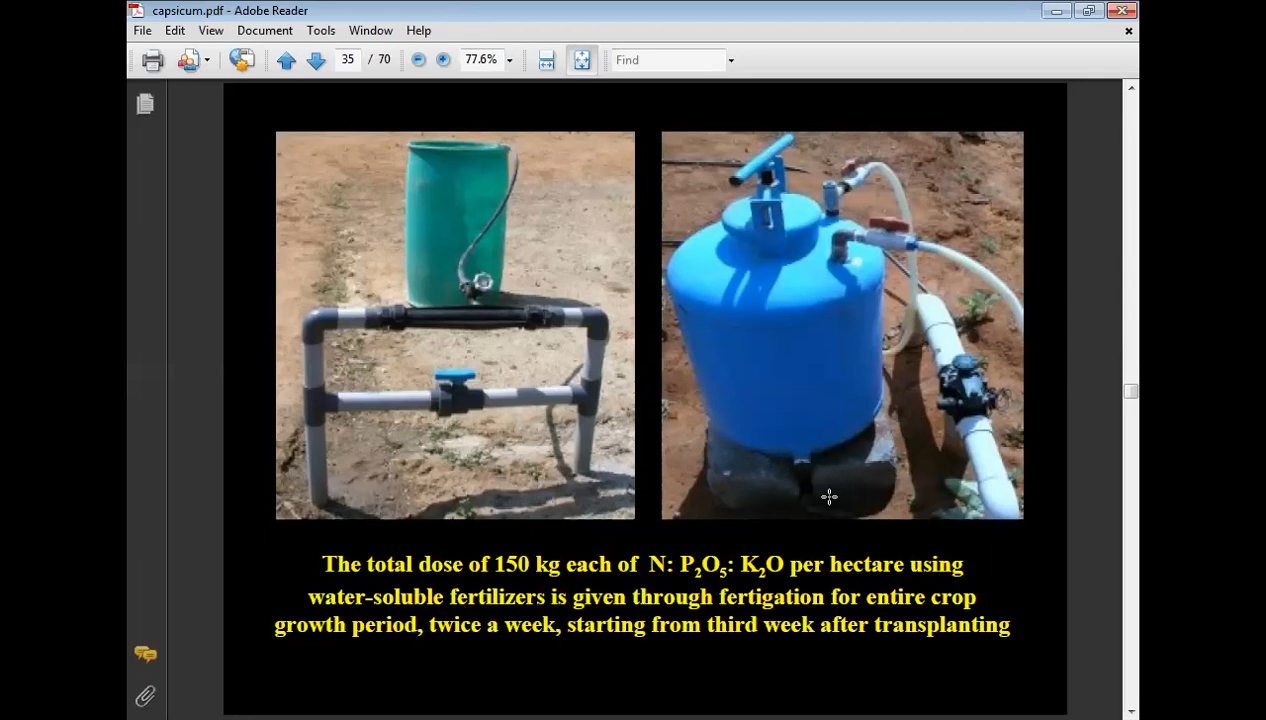 capsicum.pdf - Adobe Reader
File Edit View Document Tools Window Help
35 / 70 77.6% Find
The total dose of 150 kg each of N: P₂O₅: K₂O per hectare using
water-soluble fertilizers is given through fertigation for entire crop
growth period, twice a week, starting from third week after transplanting